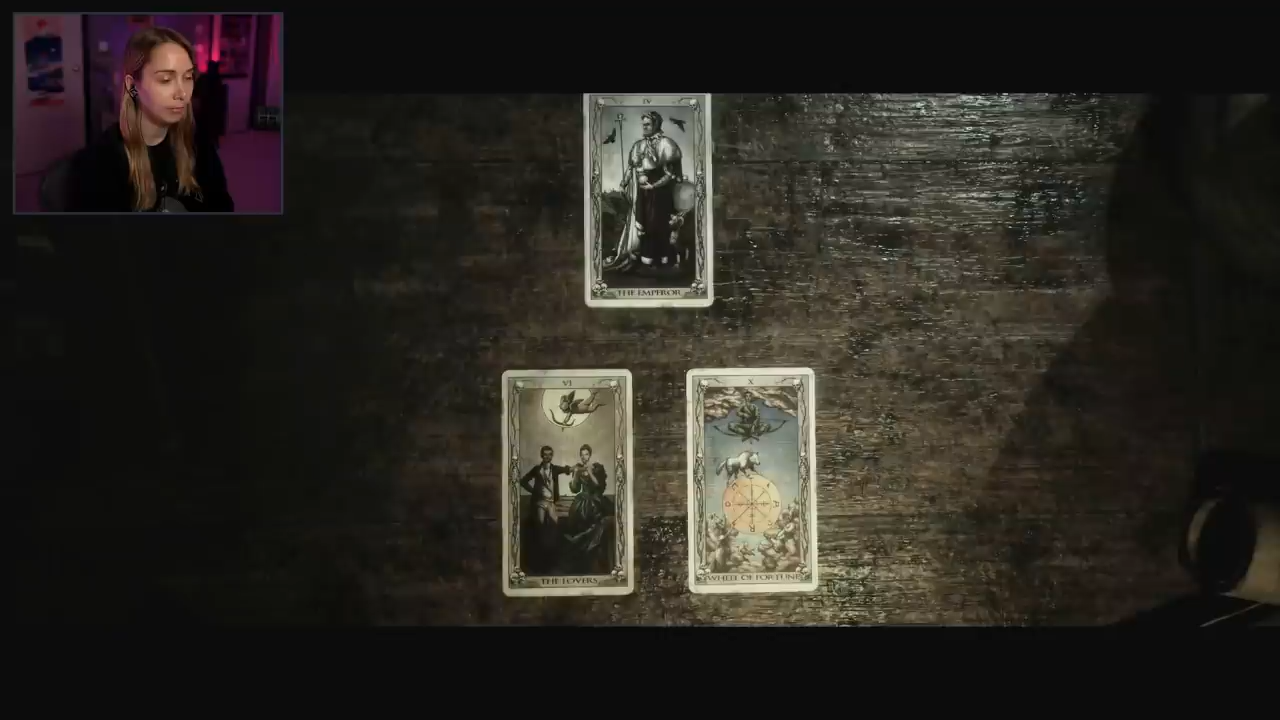 IV
THE EMPEROR
VI
THE LOVERS
X
WHEEL OF FORTUNE